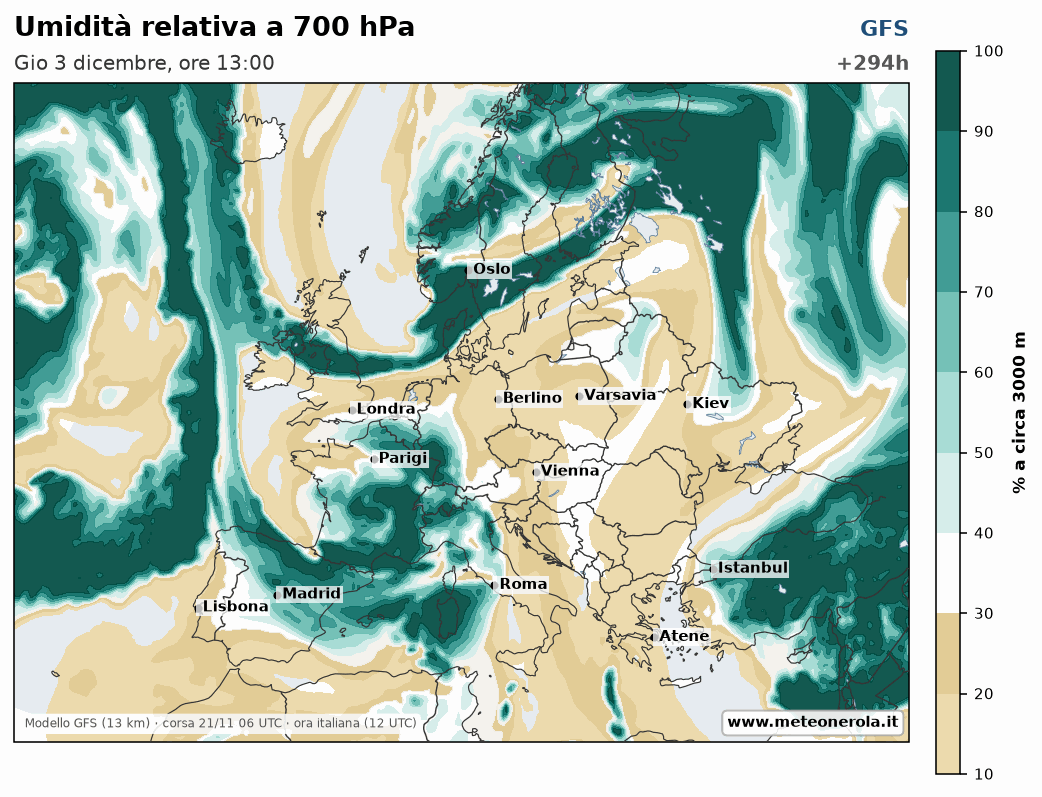 Umidità relativa a 700 hPa
GFS
Gio 3 dicembre, ore 13:00
+294h
100
90
80
70
60
50
40
30
20
10
% a circa 3000 m
Oslo
Londra
Berlino
Varsavia
Kiev
Parigi
Vienna
Istanbul
Roma
Madrid
Lisbona
Atene
Modello GFS (13 km) · corsa 21/11 06 UTC · ora italiana (12 UTC)
www.meteonerola.it